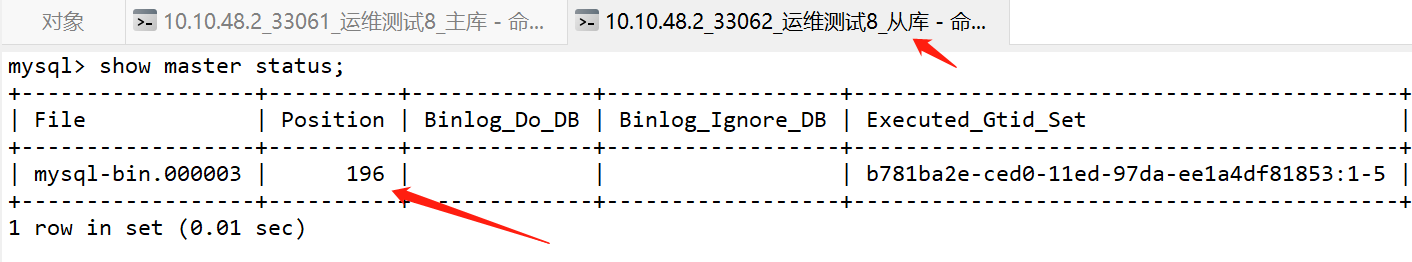 对象 10.10.48.2_33061_运维测试8_主库 - 命... 10.10.48.2_33062_运维测试8_从库 - 命...
mysql> show master status;
+------------------+----------+--------------+------------------+------------------------------------------+
| File             | Position | Binlog_Do_DB | Binlog_Ignore_DB | Executed_Gtid_Set                        |
+------------------+----------+--------------+------------------+------------------------------------------+
| mysql-bin.000003 |      196 |              |                  | b781ba2e-ced0-11ed-97da-ee1a4df81853:1-5 |
+------------------+----------+--------------+------------------+------------------------------------------+
1 row in set (0.01 sec)